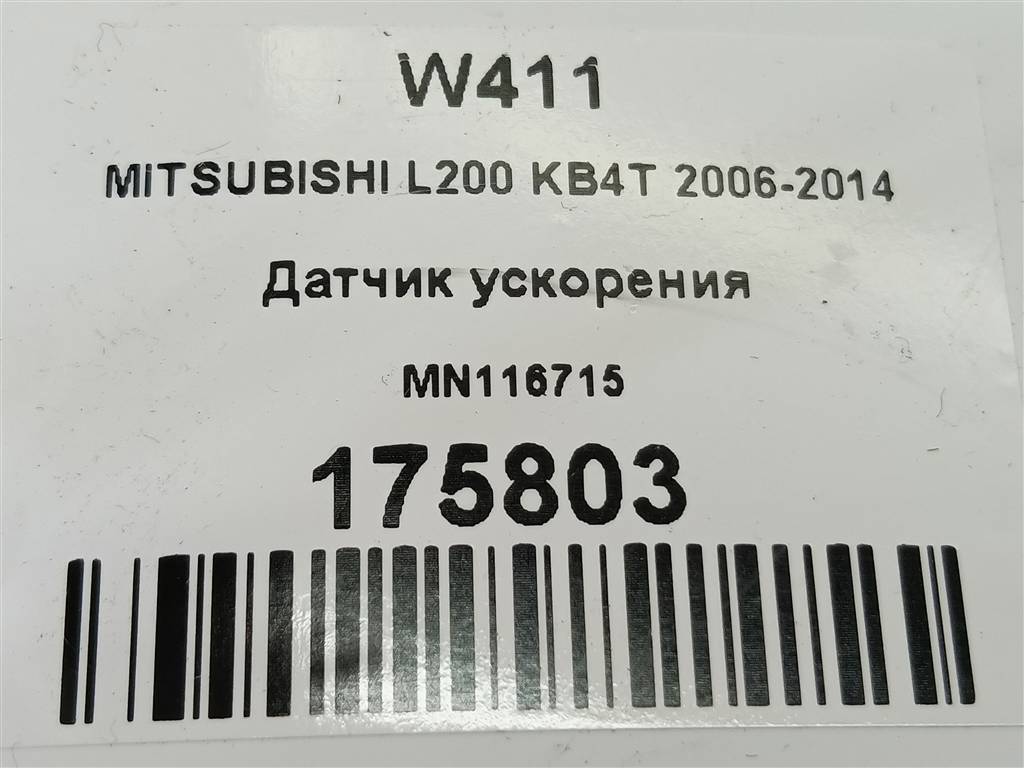 W411
MITSUBISHI L200 KB4T 2006-2014
Датчик ускорения
MN116715
175803